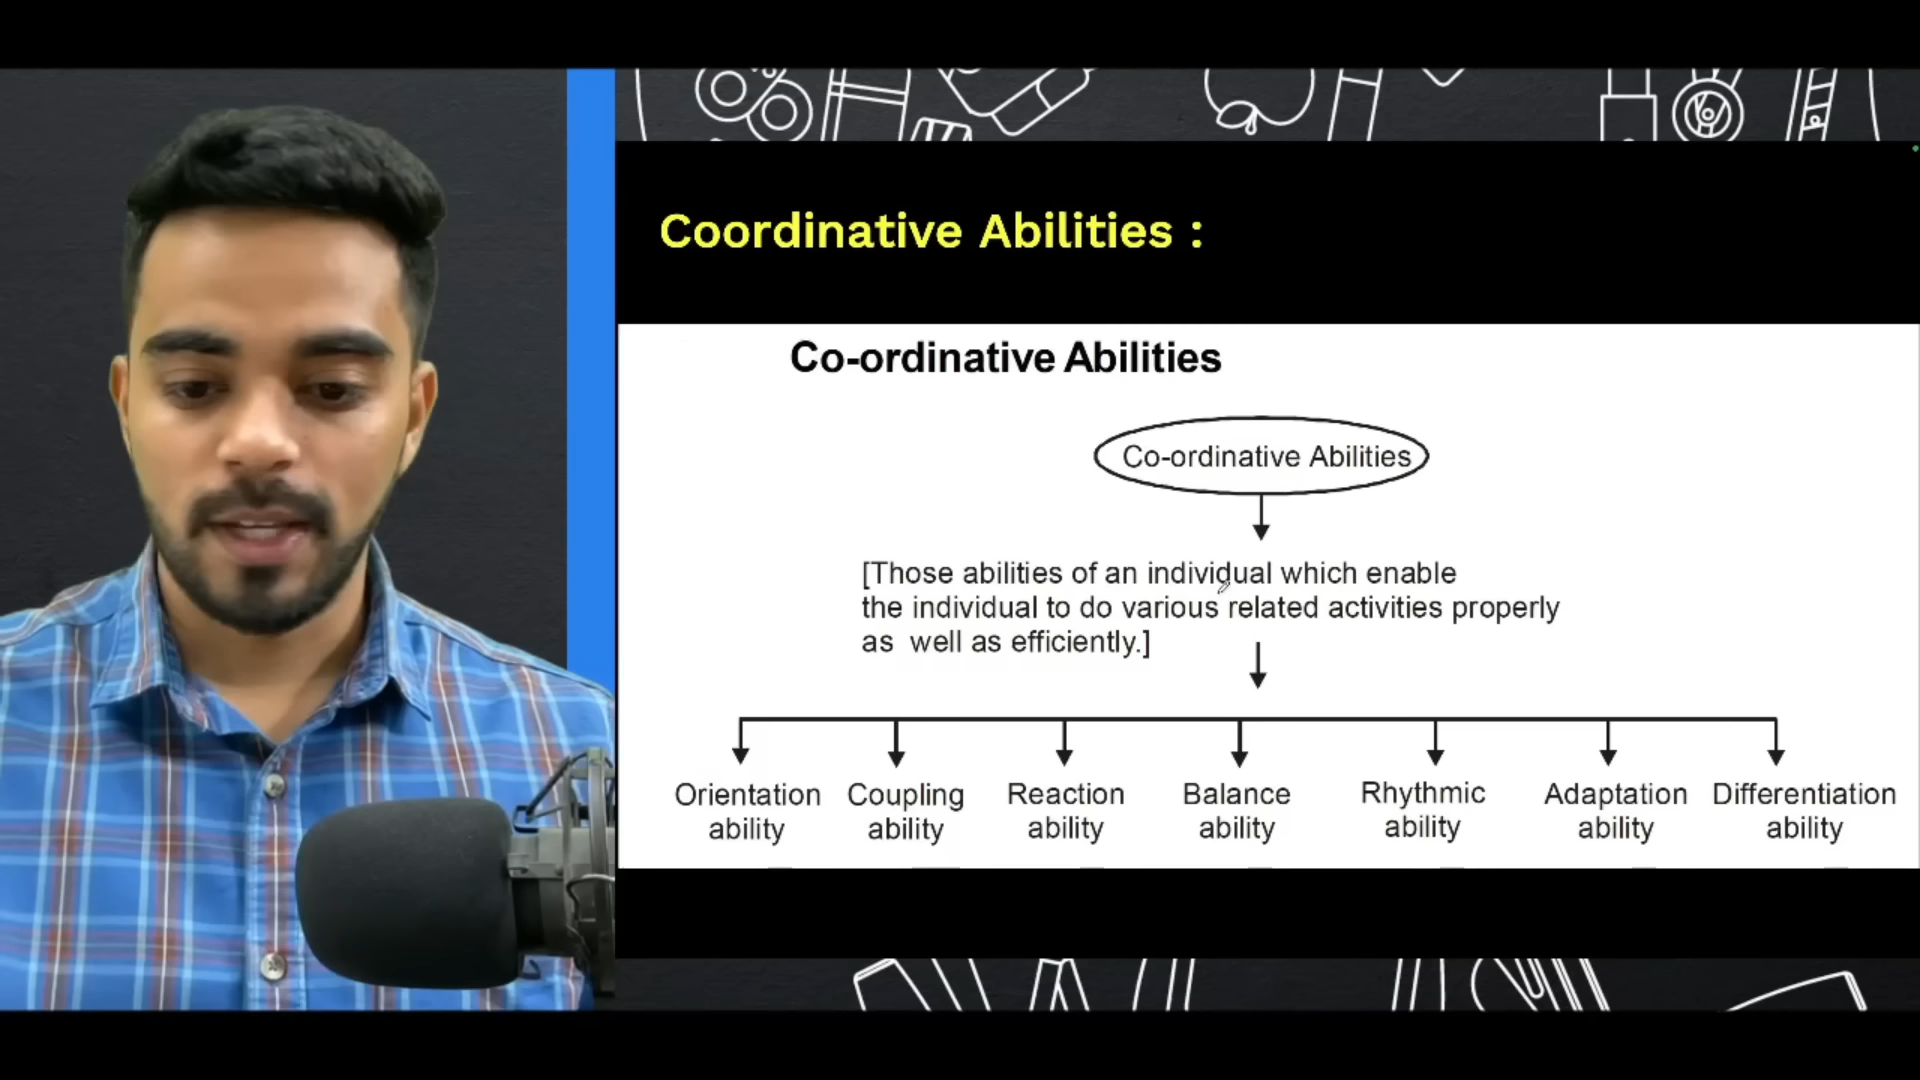 Coordinative Abilities :
Co-ordinative Abilities
Co-ordinative Abilities
[Those abilities of an individual which enable
the individual to do various related activities properly
as well as efficiently.]
Orientation ability
Coupling ability
Reaction ability
Balance ability
Rhythmic ability
Adaptation ability
Differentiation ability